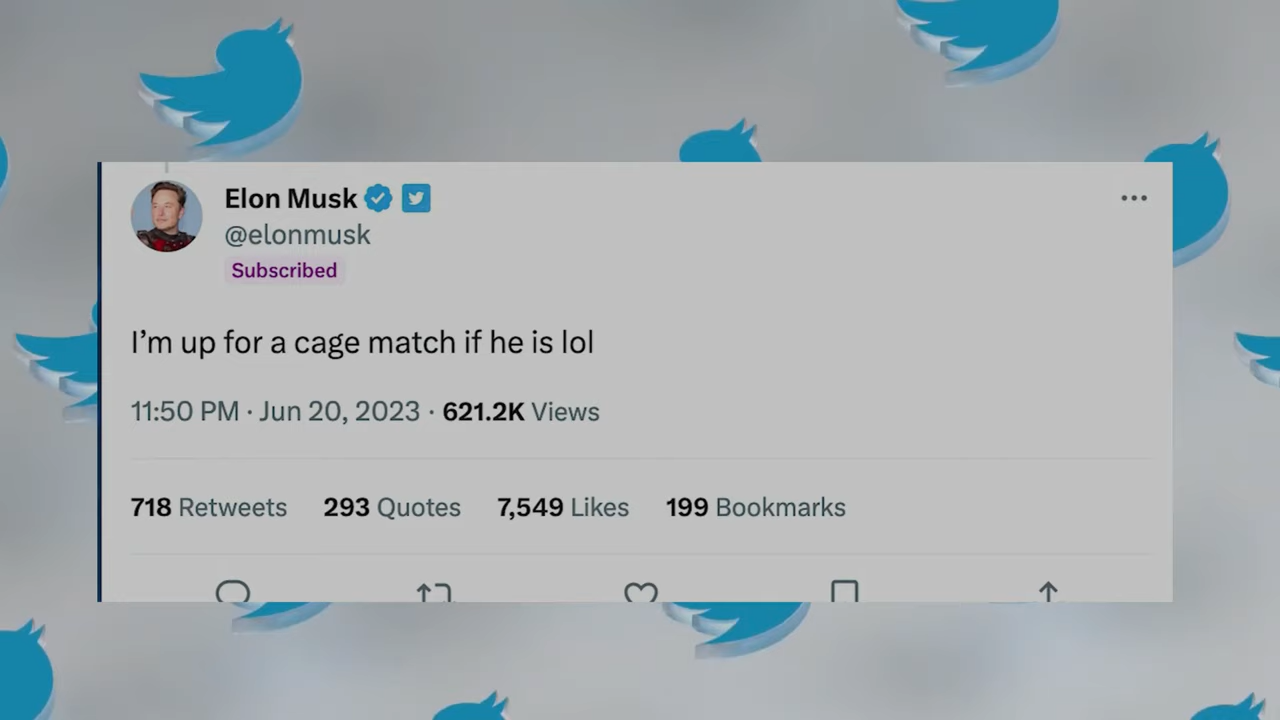 Elon Musk
@elonmusk
Subscribed
I’m up for a cage match if he is lol
11:50 PM · Jun 20, 2023 · 621.2K Views
718 Retweets 293 Quotes 7,549 Likes 199 Bookmarks